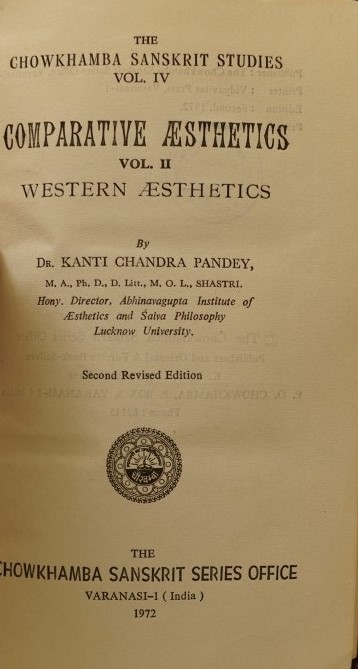 THE
CHOWKHAMBA SANSKRIT STUDIES
VOL. IV
COMPARATIVE ÆSTHETICS
VOL. II
WESTERN ÆSTHETICS
By
DR. KANTI CHANDRA PANDEY,
M. A., Ph. D., D. Litt., M. O. L., SHASTRI.
Hony. Director, Abhinavagupta Institute of
Æsthetics and Śaiva Philosophy
Lucknow University.
Second Revised Edition
THE
CHOWKHAMBA SANSKRIT SERIES OFFICE
VARANASI-1 ( India )
1972